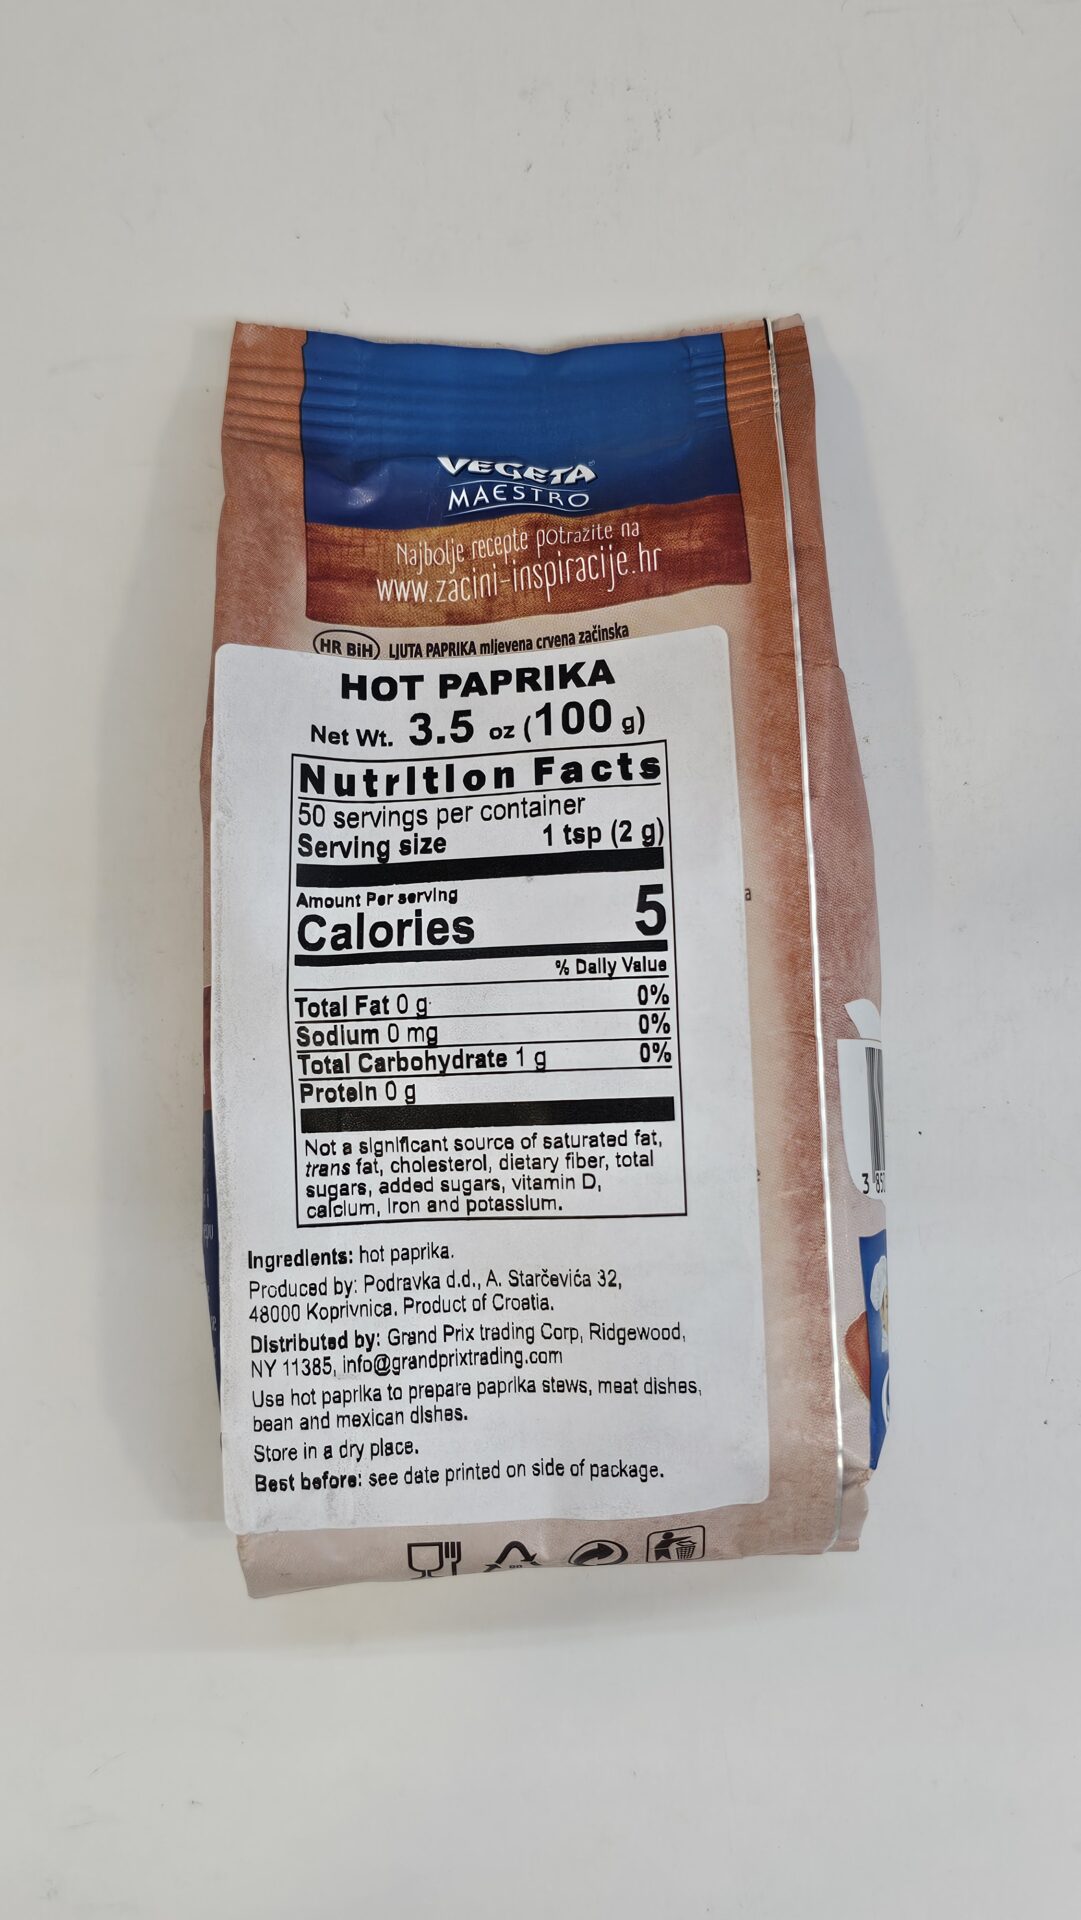 VEGETA
MAESTRO
Najbolje recepte potražite na
www.zacini-inspiracije.hr
HR BiH LJUTA PAPRIKA mljevena crvena začinska
HOT PAPRIKA
Net Wt. 3.5 oz (100 g)
Nutrition Facts
50 servings per container
Serving size 1 tsp (2 g)
Amount Per serving
Calories 5
% Daily Value
Total Fat 0 g 0%
Sodium 0 mg 0%
Total Carbohydrate 1 g 0%
Protein 0 g
Not a significant source of saturated fat,
trans fat, cholesterol, dietary fiber, total
sugars, added sugars, vitamin D,
calcium, Iron and potassium.
Ingredients: hot paprika.
Produced by: Podravka d.d., A. Starčevića 32,
48000 Koprivnica. Product of Croatia.
Distributed by: Grand Prix trading Corp, Ridgewood,
NY 11385, info@grandprixtrading.com
Use hot paprika to prepare paprika stews, meat dishes,
bean and mexican dishes.
Store in a dry place.
Best before: see date printed on side of package.